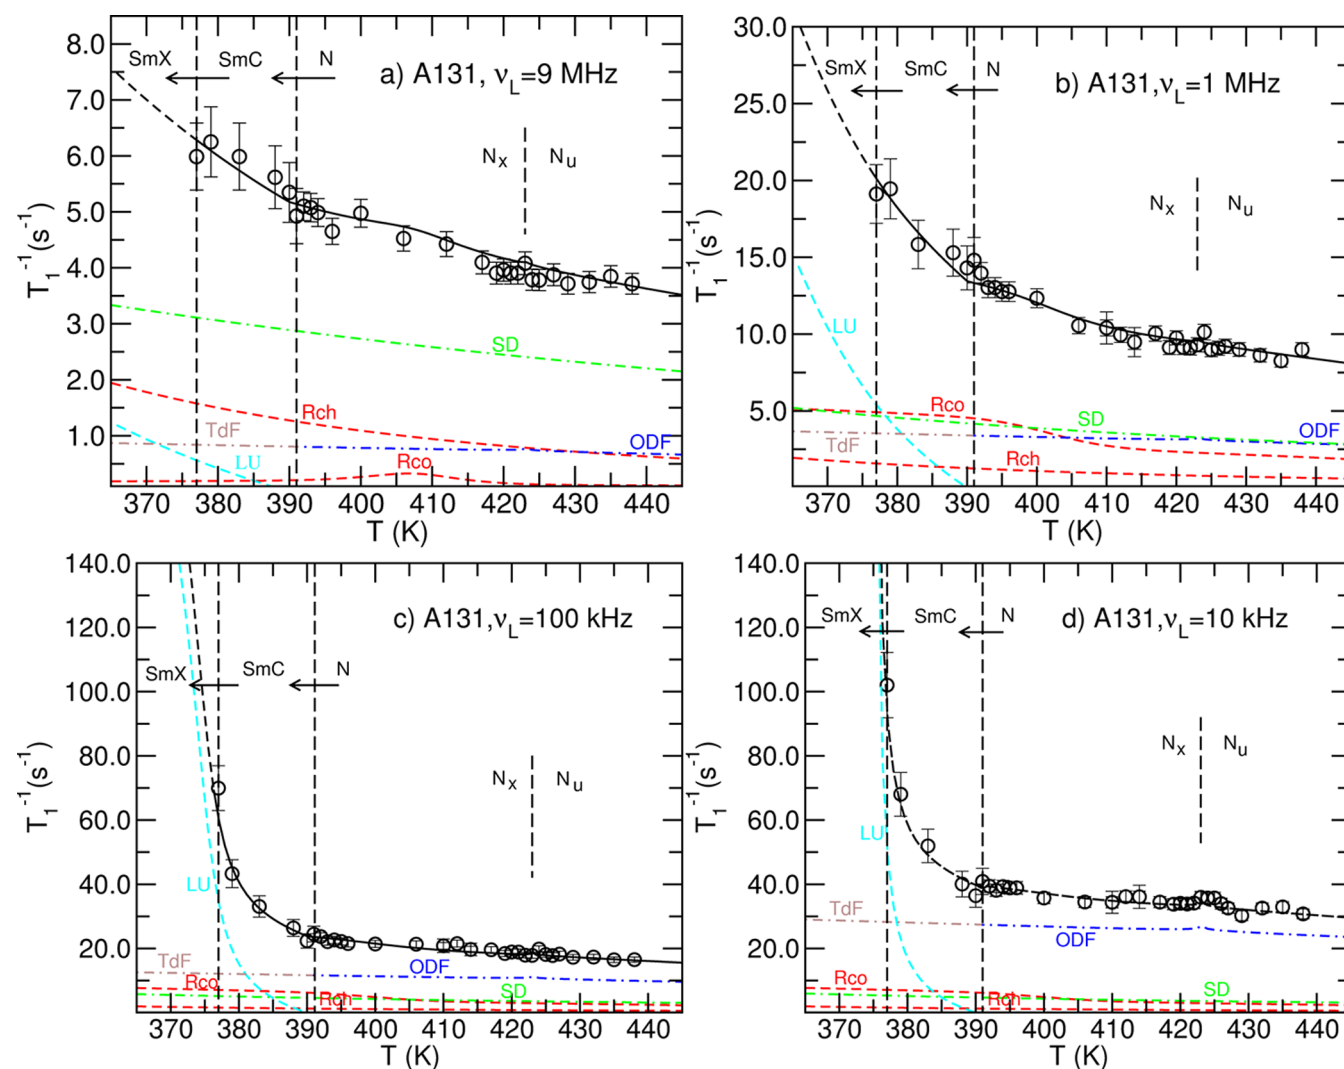 a) A131, νL=9 MHz
SmX SmC N
Nx Nu
8.0
7.0
6.0
5.0
4.0
3.0
2.0
1.0
T1-1(s-1)
SD
Rch
TdF
LU
Rco
ODF
370 380 390 400 410 420 430 440
T (K)
b) A131,νL=1 MHz
SmX SmC N
Nx Nu
30.0
25.0
20.0
15.0
10.0
5.0
T1-1(s-1)
LU
Rco
SD
ODF
TdF
Rch
370 380 390 400 410 420 430 440
T (K)
c) A131,νL=100 kHz
SmX SmC N
Nx Nu
140.0
120.0
100.0
80.0
60.0
40.0
20.0
T1-1(s-1)
LU
TdF
ODF
Rco
Rch
SD
370 380 390 400 410 420 430 440
T (K)
d) A131,νL=10 kHz
SmX SmC N
Nx Nu
140.0
120.0
100.0
80.0
60.0
40.0
20.0
T1-1(s-1)
LU
TdF
ODF
Rco
Rch
SD
370 380 390 400 410 420 430 440
T (K)